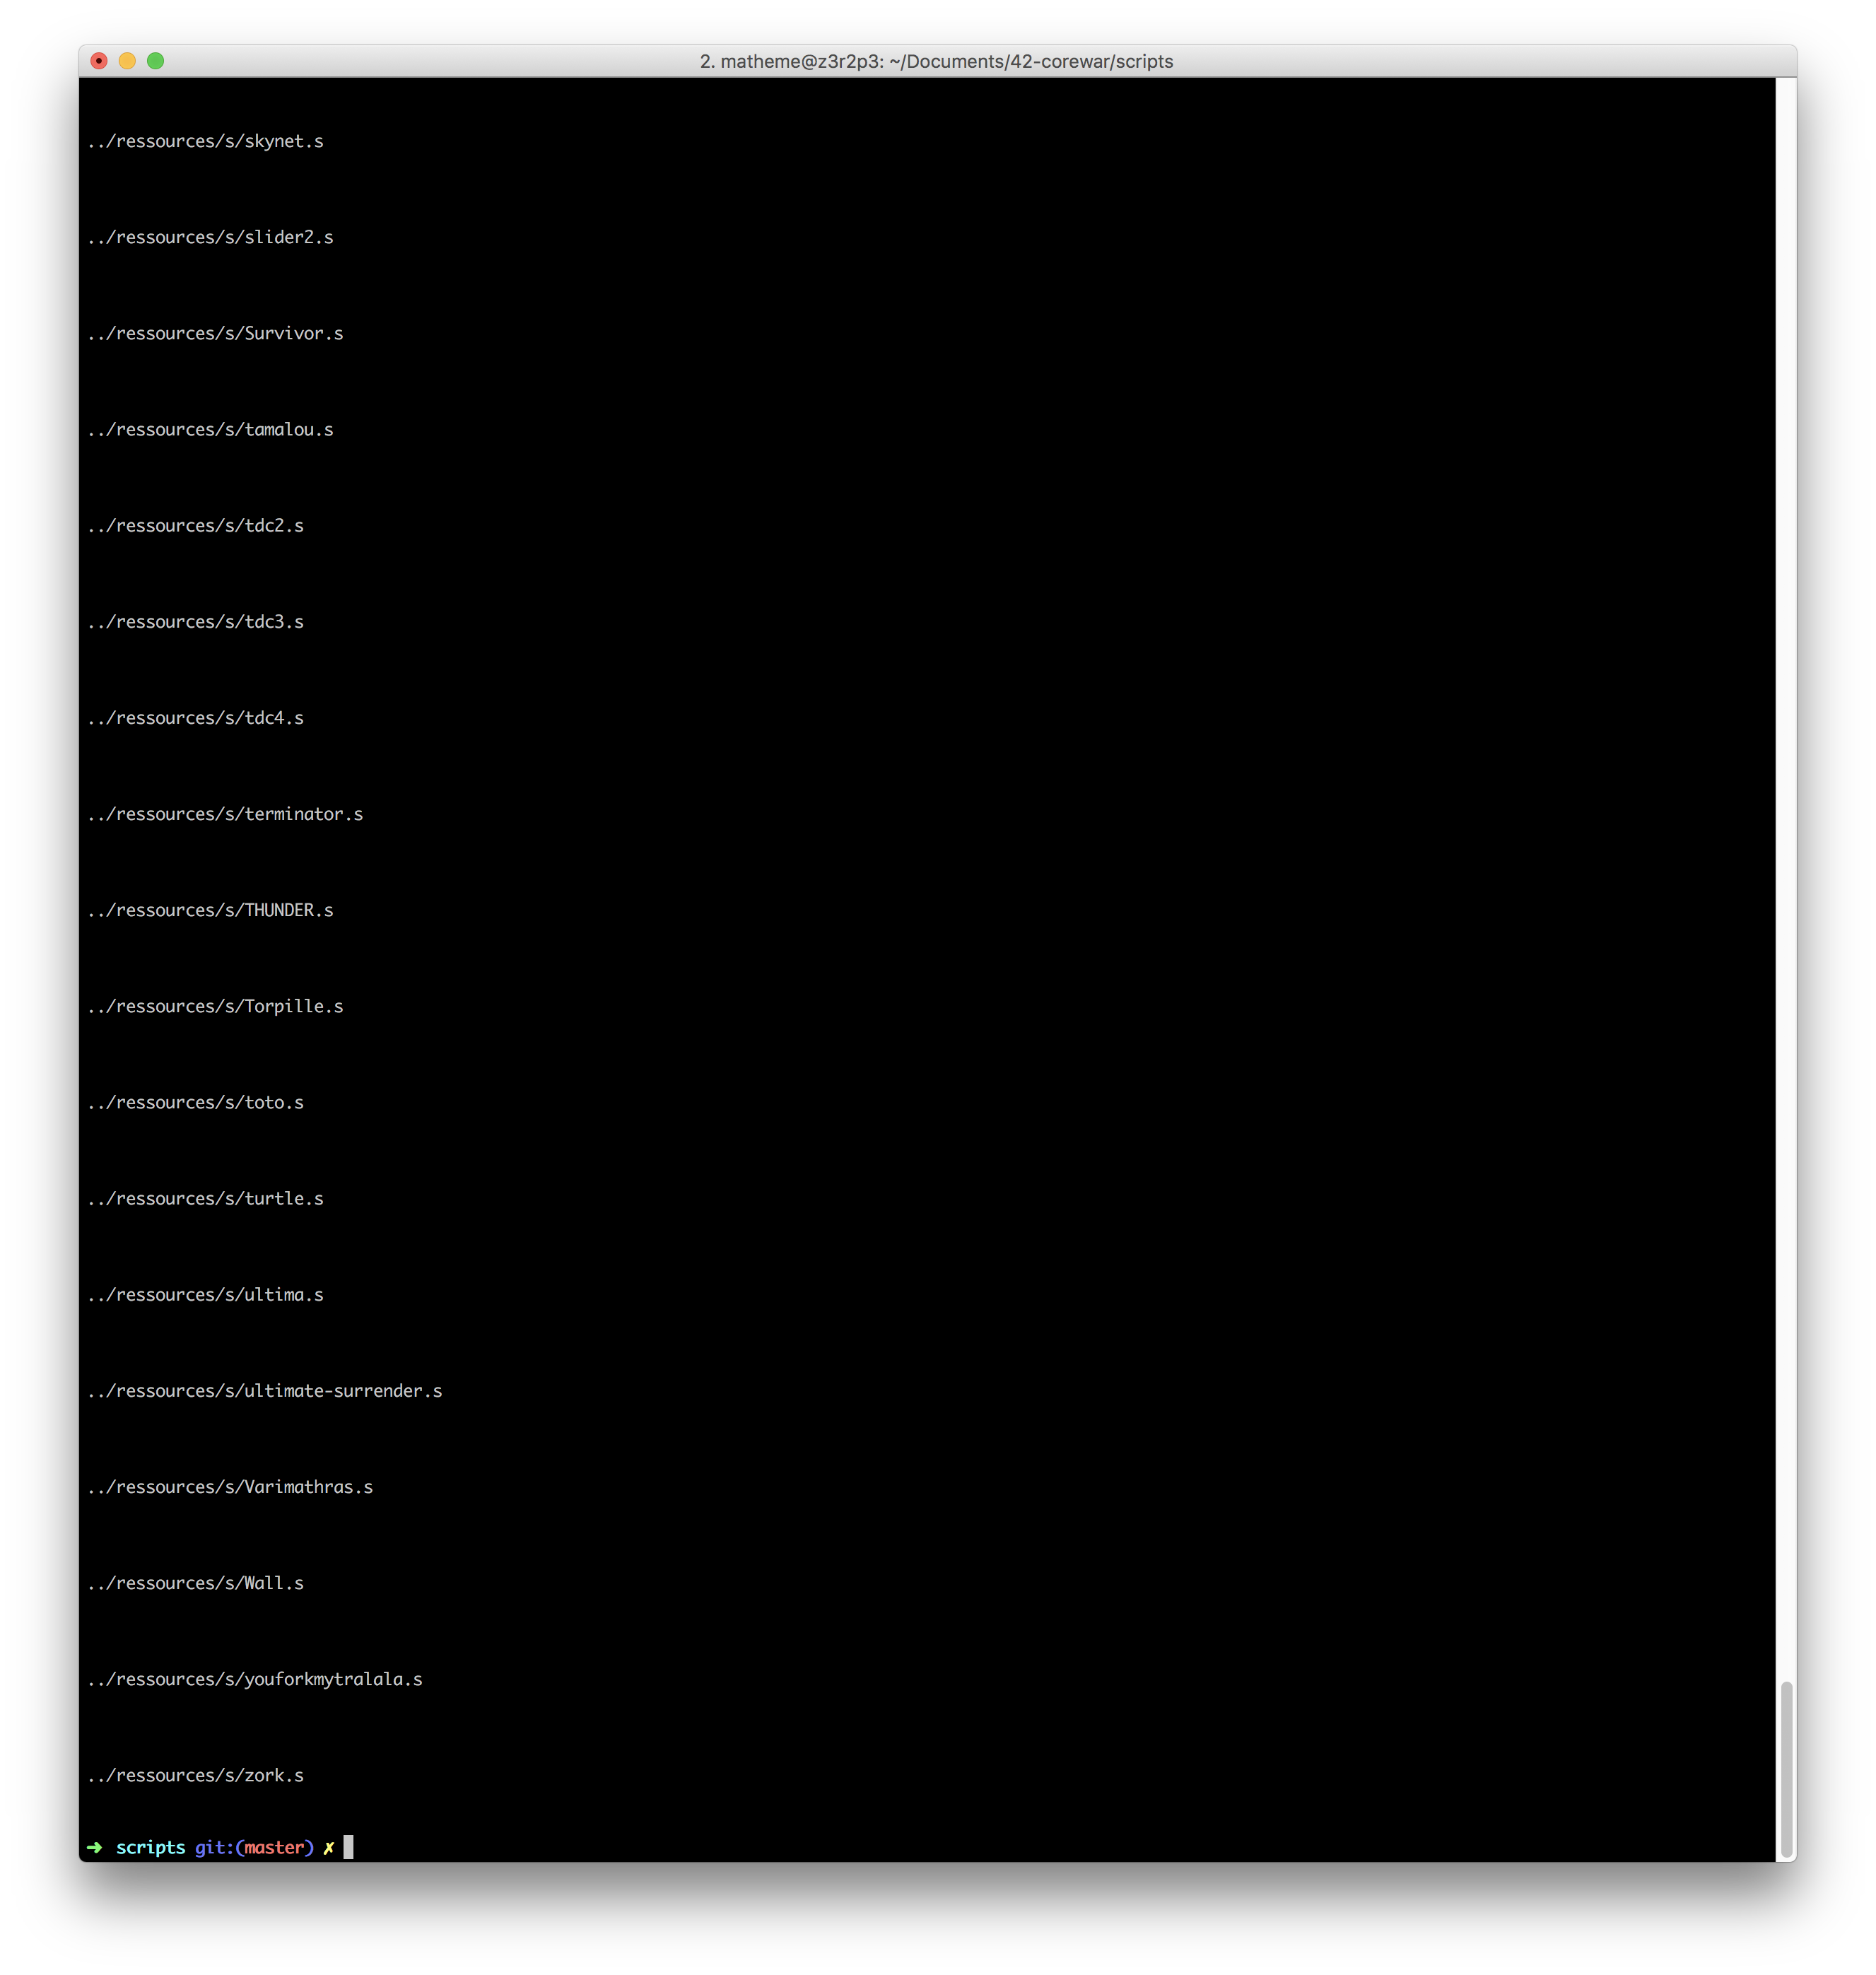 2. matheme@z3r2p3: ~/Documents/42-corewar/scripts
../ressources/s/skynet.s
../ressources/s/slider2.s
../ressources/s/Survivor.s
../ressources/s/tamalou.s
../ressources/s/tdc2.s
../ressources/s/tdc3.s
../ressources/s/tdc4.s
../ressources/s/terminator.s
../ressources/s/THUNDER.s
../ressources/s/Torpille.s
../ressources/s/toto.s
../ressources/s/turtle.s
../ressources/s/ultima.s
../ressources/s/ultimate-surrender.s
../ressources/s/Varimathras.s
../ressources/s/Wall.s
../ressources/s/youforkmytralala.s
../ressources/s/zork.s
➜ scripts git:(master) ✗